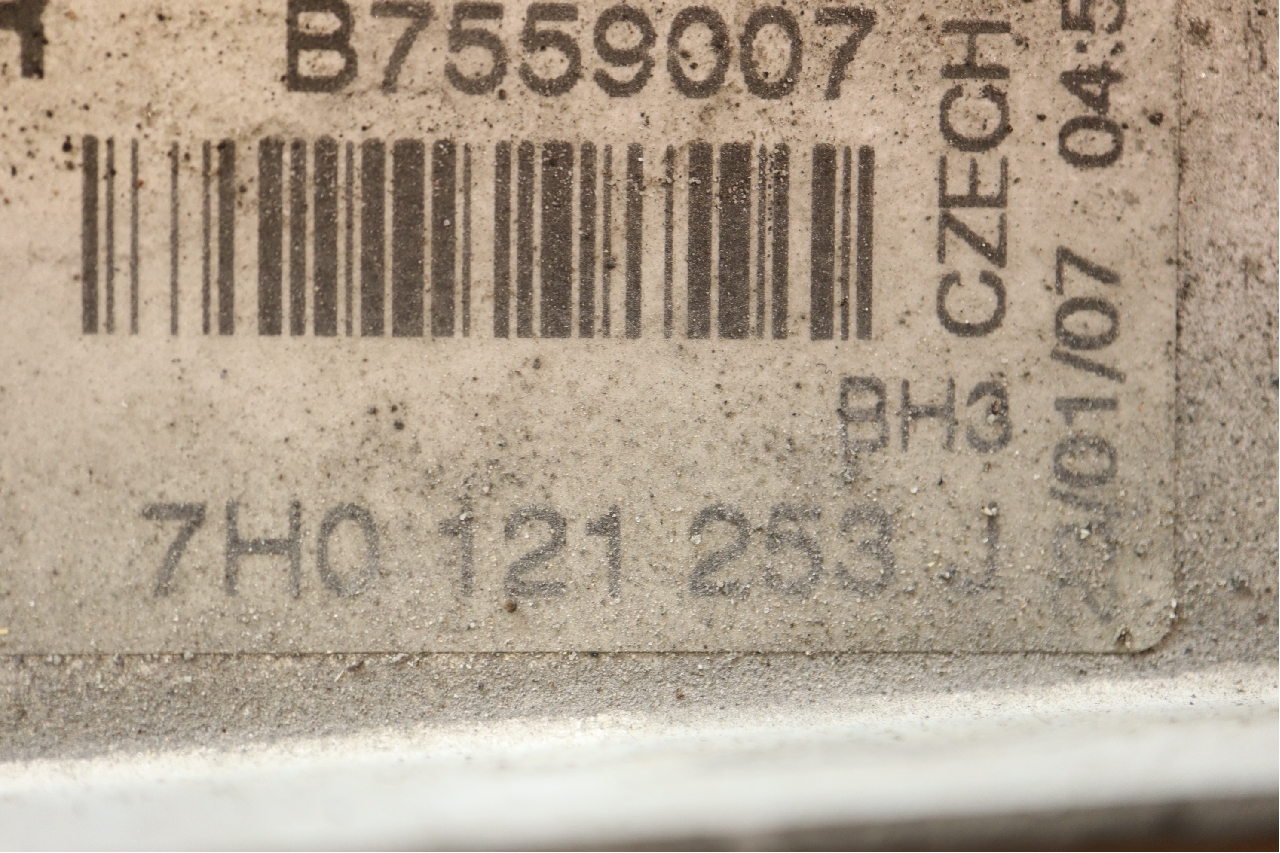 B7559007
BH3
7H0 121 253 J
CZECH
/01/07 04:5